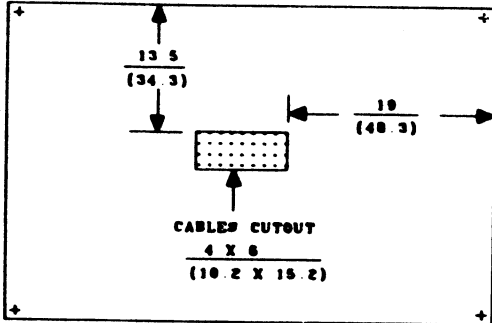 13 5
(34.3)
19
(48.3)
CABLES CUTOUT
4 X 6
(10.2 X 15.2)